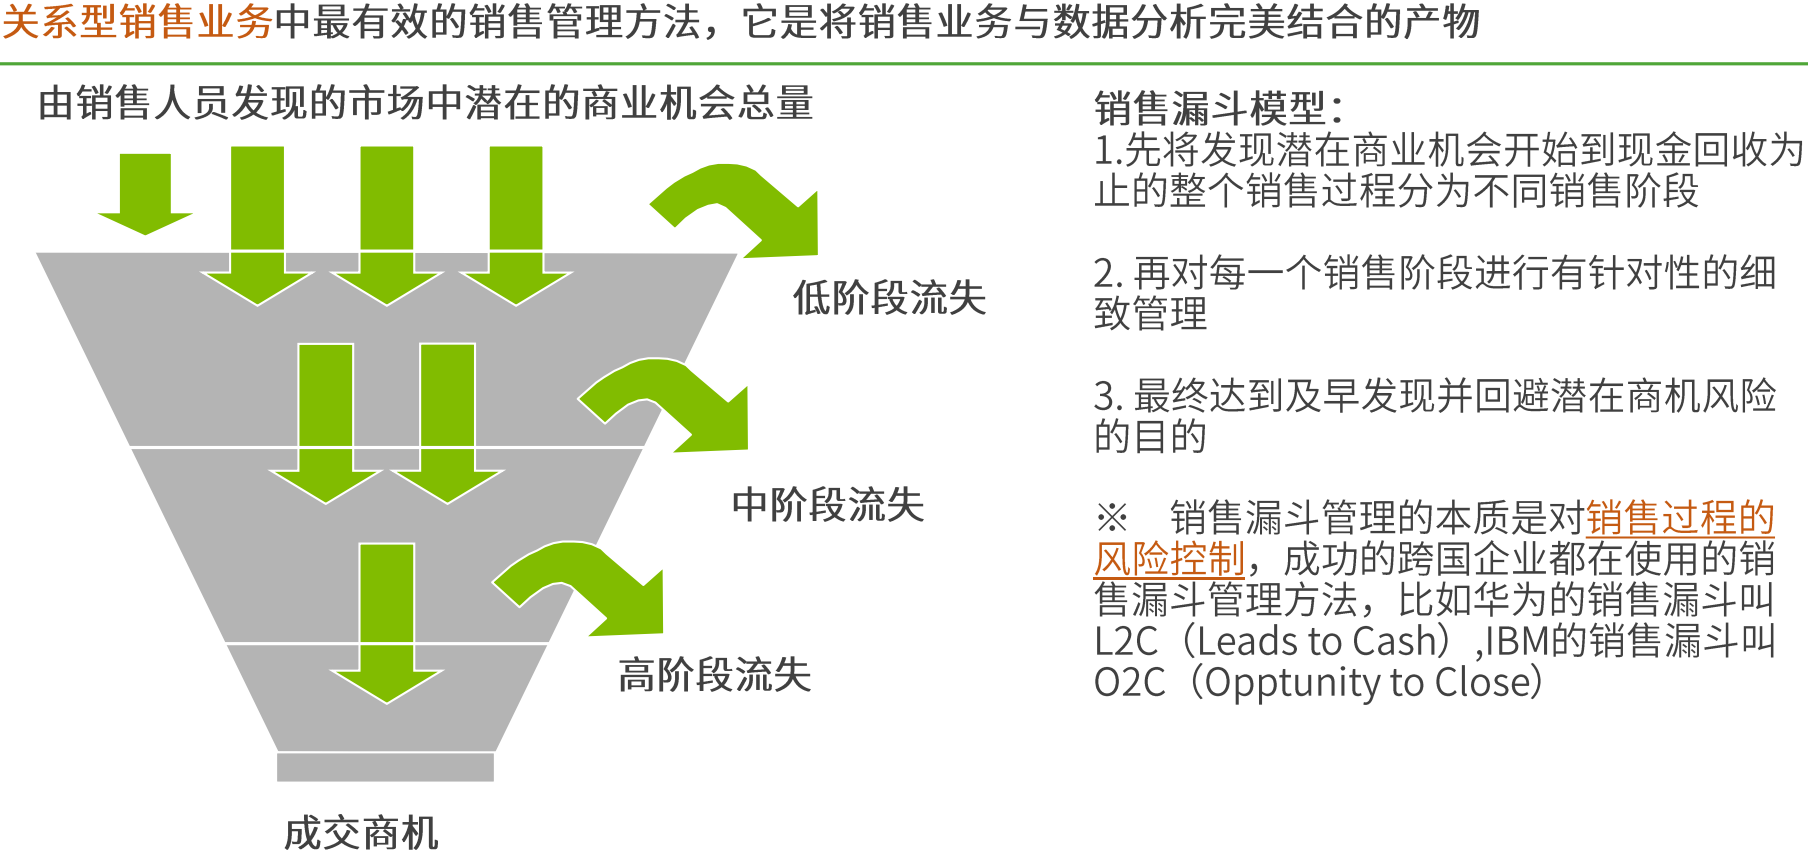 关系型销售业务中最有效的销售管理方法，它是将销售业务与数据分析完美结合的产物
由销售人员发现的市场中潜在的商业机会总量
低阶段流失
中阶段流失
高阶段流失
成交商机
销售漏斗模型：
1.先将发现潜在商业机会开始到现金回收为
止的整个销售过程分为不同销售阶段
2. 再对每一个销售阶段进行有针对性的细
致管理
3. 最终达到及早发现并回避潜在商机风险
的目的
※　销售漏斗管理的本质是对销售过程的
风险控制，成功的跨国企业都在使用的销
售漏斗管理方法，比如华为的销售漏斗叫
L2C（Leads to Cash）,IBM的销售漏斗叫
O2C（Opptunity to Close）